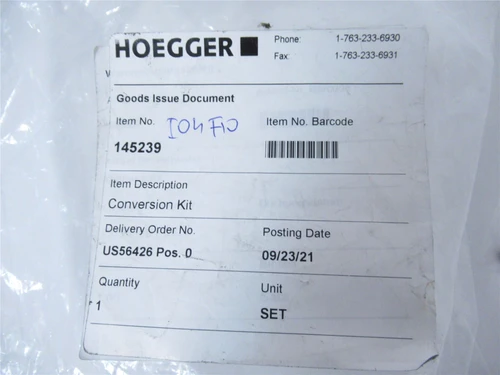 HOEGGER
Phone: 1-763-233-6930
Fax: 1-763-233-6931
Goods Issue Document
Item No. Item No. Barcode
145239
Item Description
Conversion Kit
Delivery Order No. Posting Date
US56426 Pos. 0 09/23/21
Quantity Unit
1 SET